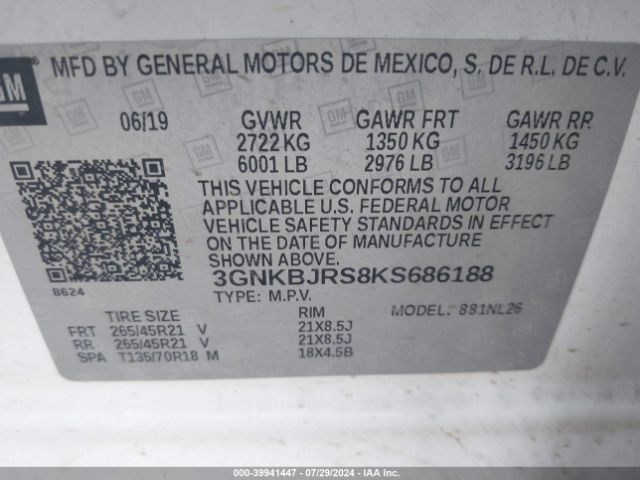 GM MFD BY GENERAL MOTORS DE MEXICO, S. DE R.L. DE C.V.
06/19 GVWR GAWR FRT GAWR RR
2722 KG 1350 KG 1450 KG
6001 LB 2976 LB 3196 LB
THIS VEHICLE CONFORMS TO ALL
APPLICABLE U.S. FEDERAL MOTOR
VEHICLE SAFETY STANDARDS IN EFFECT
ON THE DATE OF MANUFACTURE
SHOWN ABOVE.
3GNKBJRS8KS686188
8624
TYPE: M.P.V. MODEL: 881NL26
TIRE SIZE RIM
FRT 265/45R21 V 21X8.5J
RR 265/45R21 V 21X8.5J
SPA T135/70R18 M 18X4.5B
000-39941447 - 07/29/2024 - IAA, Inc.